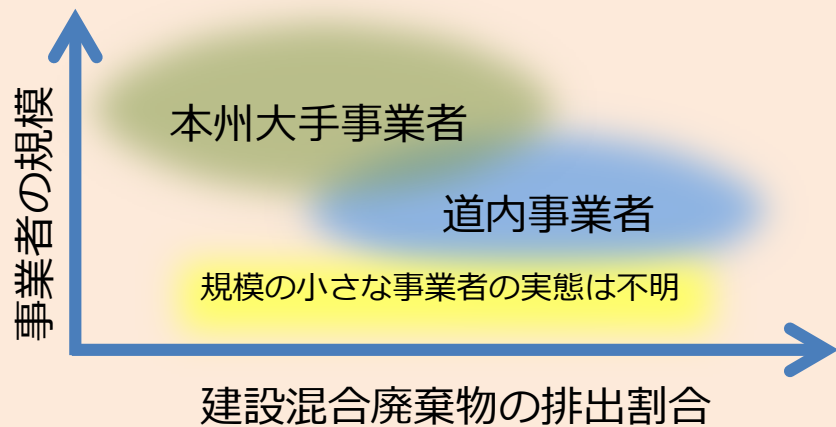 事業者の規模
本州大手事業者
道内事業者
規模の小さな事業者の実態は不明
建設混合廃棄物の排出割合